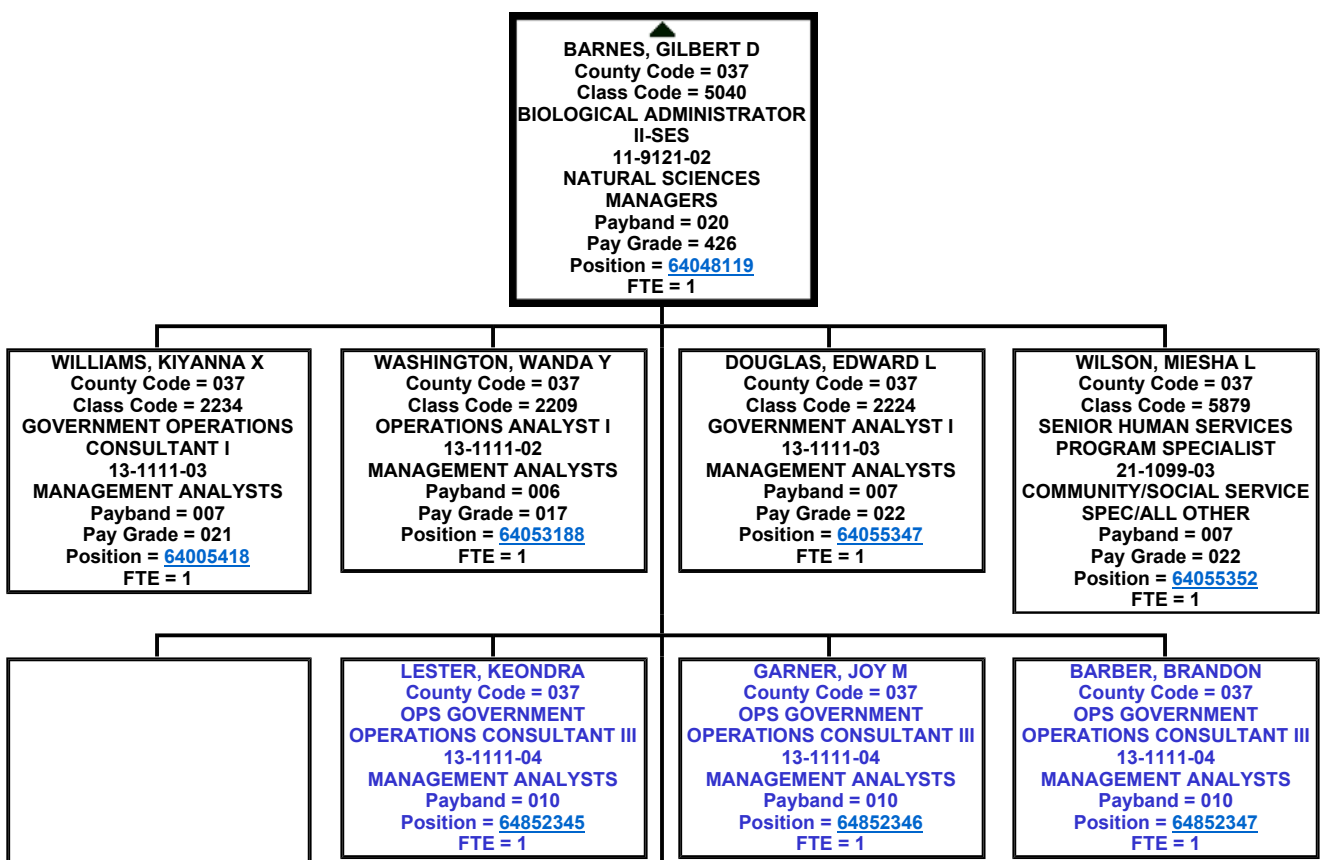 BARNES, GILBERT D
County Code = 037
Class Code = 5040
BIOLOGICAL ADMINISTRATOR
II-SES
11-9121-02
NATURAL SCIENCES
MANAGERS
Payband = 020
Pay Grade = 426
Position = 64048119
FTE = 1
WILLIAMS, KIYANNA X
County Code = 037
Class Code = 2234
GOVERNMENT OPERATIONS
CONSULTANT I
13-1111-03
MANAGEMENT ANALYSTS
Payband = 007
Pay Grade = 021
Position = 64005418
FTE = 1
WASHINGTON, WANDA Y
County Code = 037
Class Code = 2209
OPERATIONS ANALYST I
13-1111-02
MANAGEMENT ANALYSTS
Payband = 006
Pay Grade = 017
Position = 64053188
FTE = 1
DOUGLAS, EDWARD L
County Code = 037
Class Code = 2224
GOVERNMENT ANALYST I
13-1111-03
MANAGEMENT ANALYSTS
Payband = 007
Pay Grade = 022
Position = 64055347
FTE = 1
WILSON, MIESHA L
County Code = 037
Class Code = 5879
SENIOR HUMAN SERVICES
PROGRAM SPECIALIST
21-1099-03
COMMUNITY/SOCIAL SERVICE
SPEC/ALL OTHER
Payband = 007
Pay Grade = 022
Position = 64055352
FTE = 1
LESTER, KEONDRA
County Code = 037
OPS GOVERNMENT
OPERATIONS CONSULTANT III
13-1111-04
MANAGEMENT ANALYSTS
Payband = 010
Position = 64852345
FTE = 1
GARNER, JOY M
County Code = 037
OPS GOVERNMENT
OPERATIONS CONSULTANT III
13-1111-04
MANAGEMENT ANALYSTS
Payband = 010
Position = 64852346
FTE = 1
BARBER, BRANDON
County Code = 037
OPS GOVERNMENT
OPERATIONS CONSULTANT III
13-1111-04
MANAGEMENT ANALYSTS
Payband = 010
Position = 64852347
FTE = 1